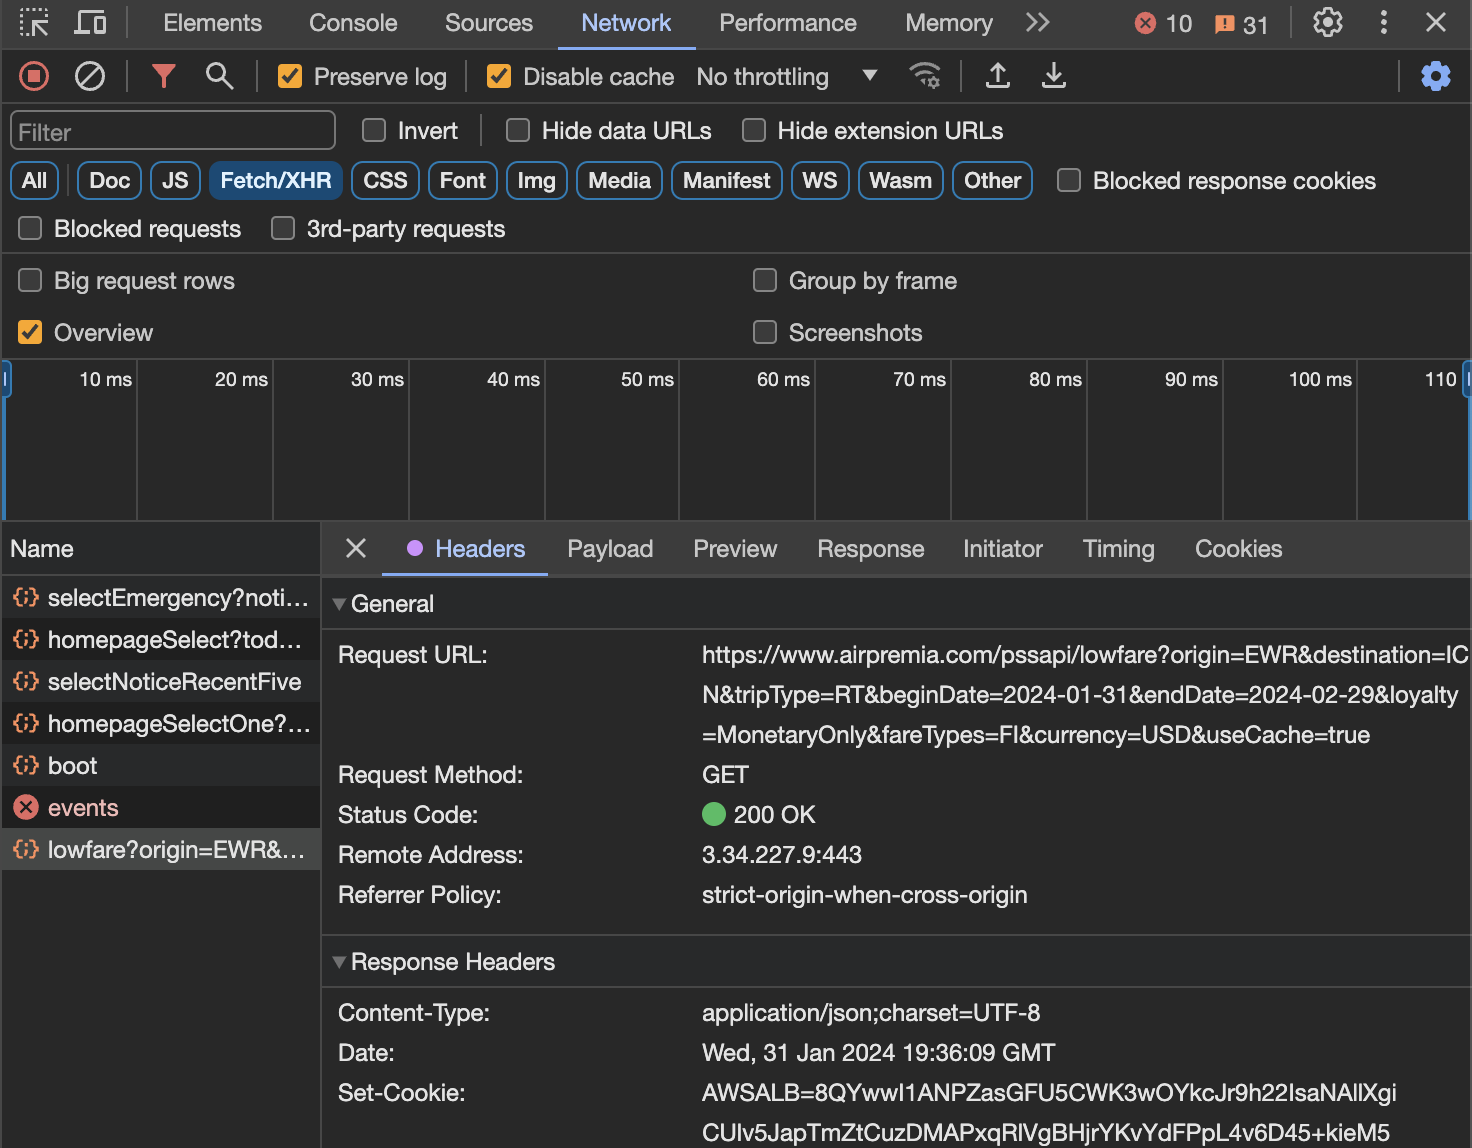 Elements Console Sources Network Performance Memory 10 31
Preserve log Disable cache No throttling
Filter Invert Hide data URLs Hide extension URLs
All Doc JS Fetch/XHR CSS Font Img Media Manifest WS Wasm Other Blocked response cookies
Blocked requests 3rd-party requests
Big request rows Group by frame
Overview Screenshots
10 ms 20 ms 30 ms 40 ms 50 ms 60 ms 70 ms 80 ms 90 ms 100 ms 110
Name
selectEmergency?noti...
homepageSelect?tod...
selectNoticeRecentFive
homepageSelectOne?...
boot
events
lowfare?origin=EWR&...
Headers Payload Preview Response Initiator Timing Cookies
General
Request URL: https://www.airpremia.com/pssapi/lowfare?origin=EWR&destination=IC
N&tripType=RT&beginDate=2024-01-31&endDate=2024-02-29&loyalty
=MonetaryOnly&fareTypes=FI&currency=USD&useCache=true
Request Method: GET
Status Code: 200 OK
Remote Address: 3.34.227.9:443
Referrer Policy: strict-origin-when-cross-origin
Response Headers
Content-Type: application/json;charset=UTF-8
Date: Wed, 31 Jan 2024 19:36:09 GMT
Set-Cookie: AWSALB=8QYwwI1ANPZasGFU5CWK3wOYkcJr9h22IsaNAllXgi
CUlv5JapTmZtCuzDMAPxqRlVgBHjrYKvYdFPpL4v6D45+kieM5